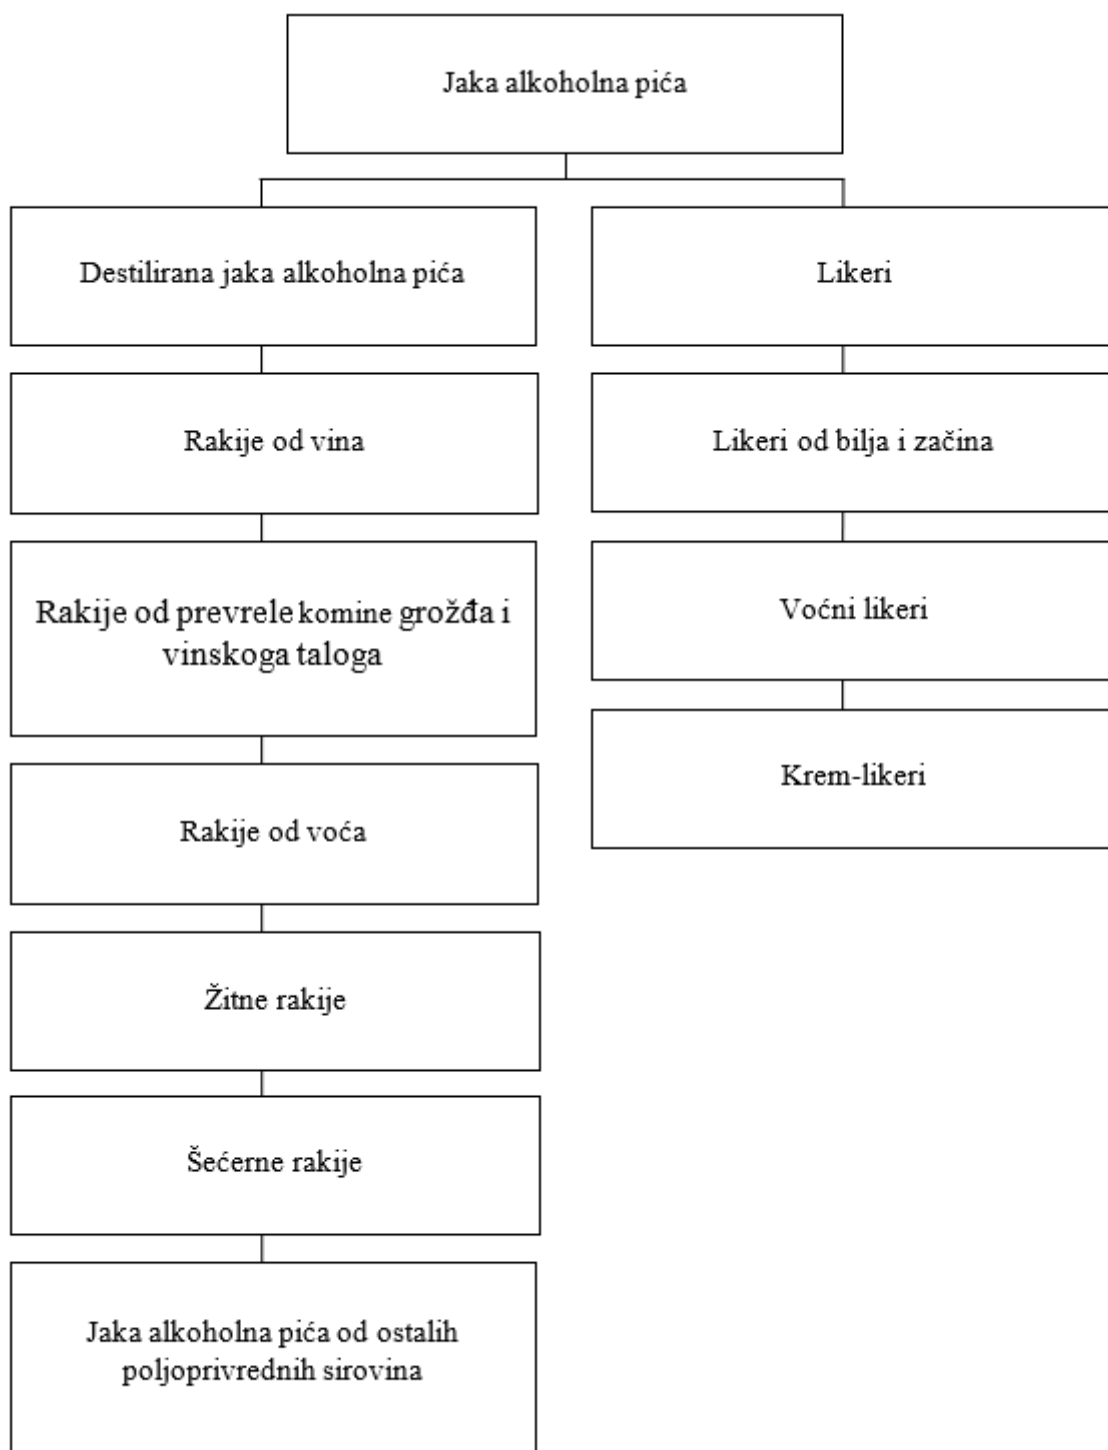 Jaka alkoholna pića
Destilirana jaka alkoholna pića
Likeri
Rakije od vina
Likeri od bilja i začina
Rakije od prevrele komine grožđa i
vinskoga taloga
Voćni likeri
Krem-likeri
Rakije od voća
Žitne rakije
Šećerne rakije
Jaka alkoholna pića od ostalih
poljoprivrednih sirovina